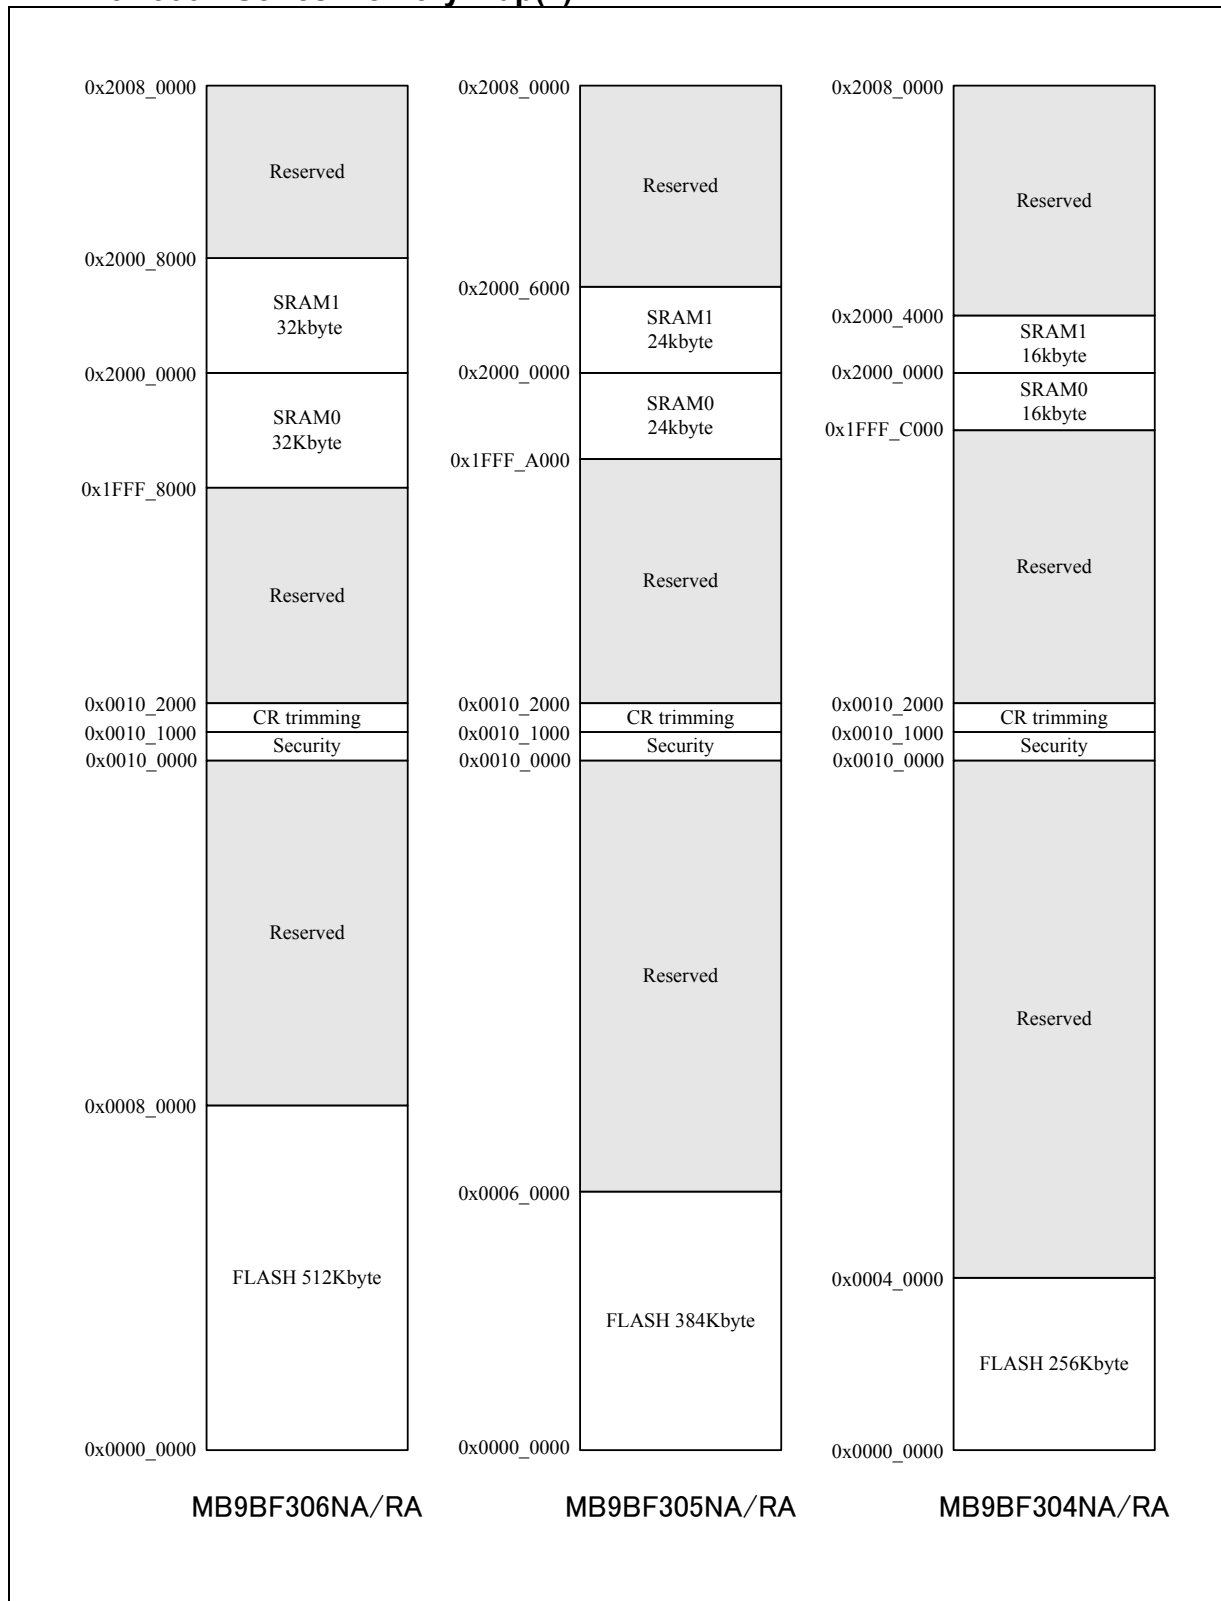 0x2008_0000
Reserved
0x2000_8000
SRAM1
32kbyte
0x2000_0000
SRAM0
32Kbyte
0x1FFF_8000
Reserved
0x0010_2000
CR trimming
0x0010_1000
Security
0x0010_0000
Reserved
0x0008_0000
FLASH 512Kbyte
0x0000_0000
MB9BF306NA/RA
0x2008_0000
Reserved
0x2000_6000
SRAM1
24kbyte
0x2000_0000
SRAM0
24kbyte
0x1FFF_A000
Reserved
0x0010_2000
CR trimming
0x0010_1000
Security
0x0010_0000
Reserved
0x0006_0000
FLASH 384Kbyte
0x0000_0000
MB9BF305NA/RA
0x2008_0000
Reserved
0x2000_4000
SRAM1
16kbyte
0x2000_0000
SRAM0
16kbyte
0x1FFF_C000
Reserved
0x0010_2000
CR trimming
0x0010_1000
Security
0x0010_0000
Reserved
0x0004_0000
FLASH 256Kbyte
0x0000_0000
MB9BF304NA/RA